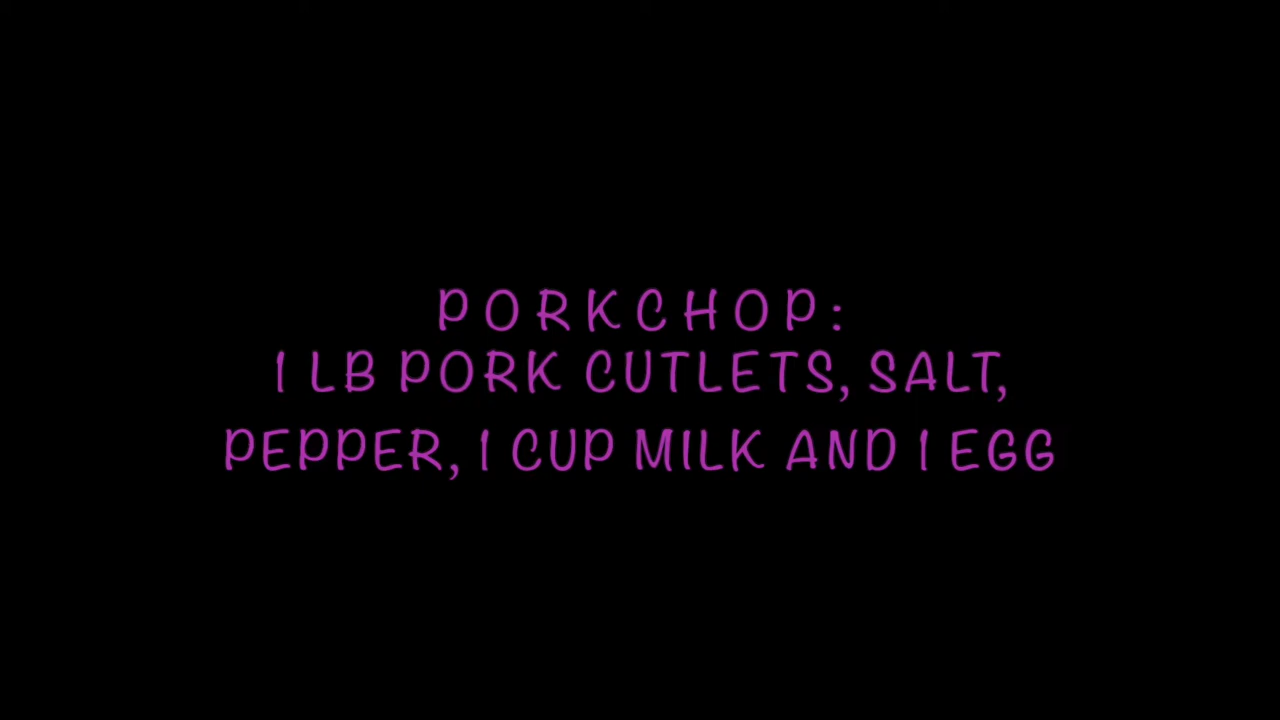 PORKCHOP:
1 LB PORK CUTLETS, SALT,
PEPPER, 1 CUP MILK AND 1 EGG